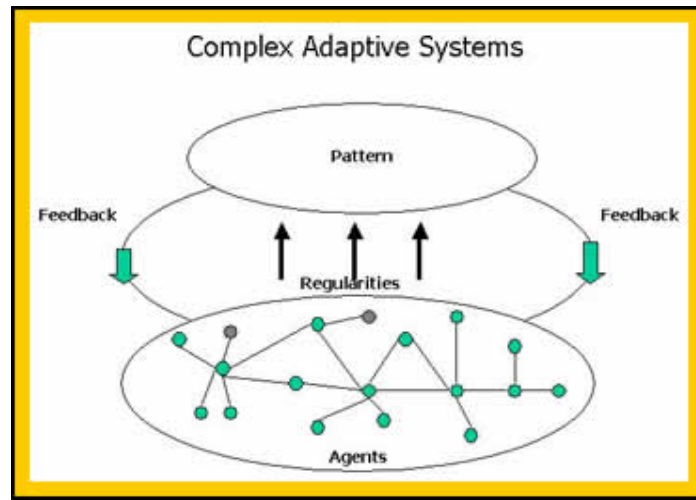 Complex Adaptive Systems
Pattern
Feedback
Feedback
Regularities
Agents